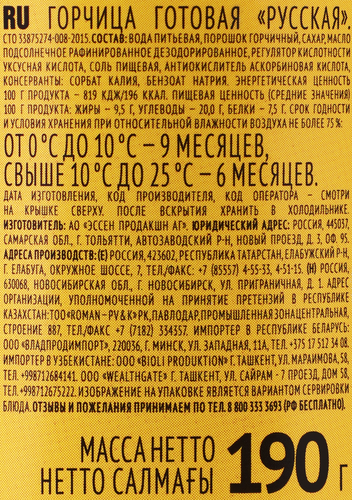 RU ГОРЧИЦА ГОТОВАЯ «РУССКАЯ»,
СТО 33875274-008-2015. СОСТАВ: ВОДА ПИТЬЕВАЯ, ПОРОШОК ГОРЧИЧНЫЙ, САХАР, МАСЛО
ПОДСОЛНЕЧНОЕ РАФИНИРОВАННОЕ ДЕЗОДОРИРОВАННОЕ, РЕГУЛЯТОР КИСЛОТНОСТИ
УКСУСНАЯ КИСЛОТА, СОЛЬ ПИЩЕВАЯ, АНТИОКИСЛИТЕЛЬ АСКОРБИНОВАЯ КИСЛОТА,
КОНСЕРВАНТЫ: СОРБАТ КАЛИЯ, БЕНЗОАТ НАТРИЯ. ЭНЕРГЕТИЧЕСКАЯ ЦЕННОСТЬ
100 Г ПРОДУКТА – 819 КДЖ/196 ККАЛ. ПИЩЕВАЯ ЦЕННОСТЬ (СРЕДНИЕ ЗНАЧЕНИЯ)
100 Г ПРОДУКТА: ЖИРЫ – 9,5 Г, УГЛЕВОДЫ – 20,0 Г, БЕЛКИ – 7,5 Г. СРОК ГОДНОСТИ
И УСЛОВИЯ ХРАНЕНИЯ ПРИ ОТНОСИТЕЛЬНОЙ ВЛАЖНОСТИ ВОЗДУХА НЕ БОЛЕЕ 75%:
ОТ 0°С ДО 10°С – 9 МЕСЯЦЕВ,
СВЫШЕ 10°С ДО 25°С – 6 МЕСЯЦЕВ.
ДАТА ИЗГОТОВЛЕНИЯ, КОД ПРОИЗВОДИТЕЛЯ, КОД ОПЕРАТОРА – СМОТРИ
НА КРЫШКЕ СВЕРХУ. ПОСЛЕ ВСКРЫТИЯ ХРАНИТЬ В ХОЛОДИЛЬНИКЕ.
ИЗГОТОВИТЕЛЬ: АО «ЭССЕН ПРОДАКШН АГ». ЮРИДИЧЕСКИЙ АДРЕС: РОССИЯ, 445043,
САМАРСКАЯ ОБЛ., Г. ТОЛЬЯТТИ, АВТОЗАВОДСКИЙ Р-Н, НОВЫЙ ПРОЕЗД, Д. 3, ОФ. 95.
АДРЕСА ПРОИЗВОДСТВ: (Е) РОССИЯ, 423602, РЕСПУБЛИКА ТАТАРСТАН, ЕЛАБУЖСКИЙ Р-Н,
Г. ЕЛАБУГА, ОКРУЖНОЕ ШОССЕ, 7, ТЕЛ./ФАКС: +7 (85557) 4-55-33, 4-51-15. (Н) РОССИЯ,
630068, НОВОСИБИРСКАЯ ОБЛ., Г. НОВОСИБИРСК, УЛ. ПРИГРАНИЧНАЯ, Д. 1. АДРЕС
ОРГАНИЗАЦИИ, УПОЛНОМОЧЕННОЙ НА ПРИНЯТИЕ ПРЕТЕНЗИЙ В РЕСПУБЛИКЕ
КАЗАХСТАН: ТОО «ROMAN-PV&K» РК, ПАВЛОДАР, ПРОМЫШЛЕННАЯ ЗОНА ЦЕНТРАЛЬНАЯ,
СТРОЕНИЕ 887, ТЕЛ/ФАКС +7 (7182) 334357. ИМПОРТЕР В РЕСПУБЛИКУ БЕЛАРУСЬ:
ООО «ВЛАДПРОДИМПОРТ», 220036, Г. МИНСК, УЛ. ЗАПАДНАЯ, 11А, ТЕЛ.: +375 17 512 34 08.
ИМПОРТЕР В УЗБЕКИСТАНЕ: ООО «BIOLI PRODUKTION» Г. ТАШКЕНТ, УЛ. МАРАИМОВА, 58,
ТЕЛ. +998712684141. ООО «WEALTHGATE» Г. ТАШКЕНТ, УЛ. САЙРАМ - 7 ПРОЕЗД, ДОМ 58,
ТЕЛ. +998712675222. ИЗОБРАЖЕНИЕ НА УПАКОВКЕ ЯВЛЯЕТСЯ ВАРИАНТОМ СЕРВИРОВКИ
БЛЮДА. ОТЗЫВЫ И ПОЖЕЛАНИЯ ПРИНИМАЕМ ПО ТЕЛ. 8 800 333 3693 (РФ БЕСПЛАТНО).
МАССА НЕТТО
НЕТТО САЛМАҒЫ 190 г